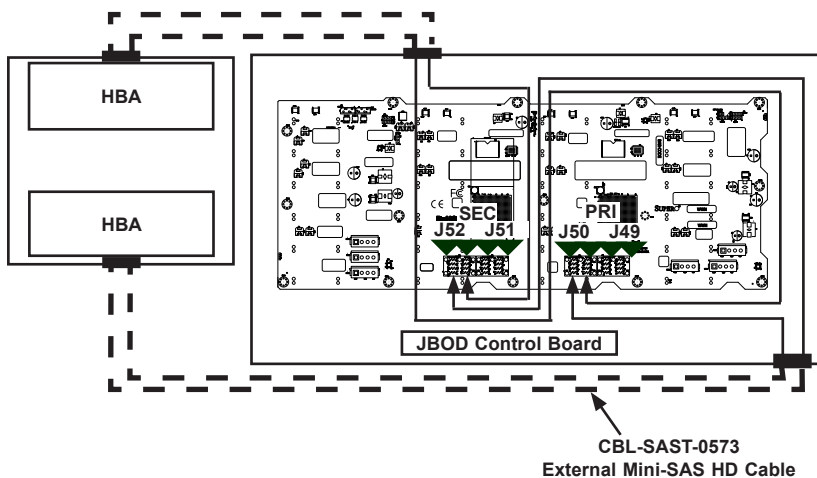 HBA
HBA
SEC
J52
J51
PRI
J50
J49
JBOD Control Board
CBL-SAST-0573
External Mini-SAS HD Cable